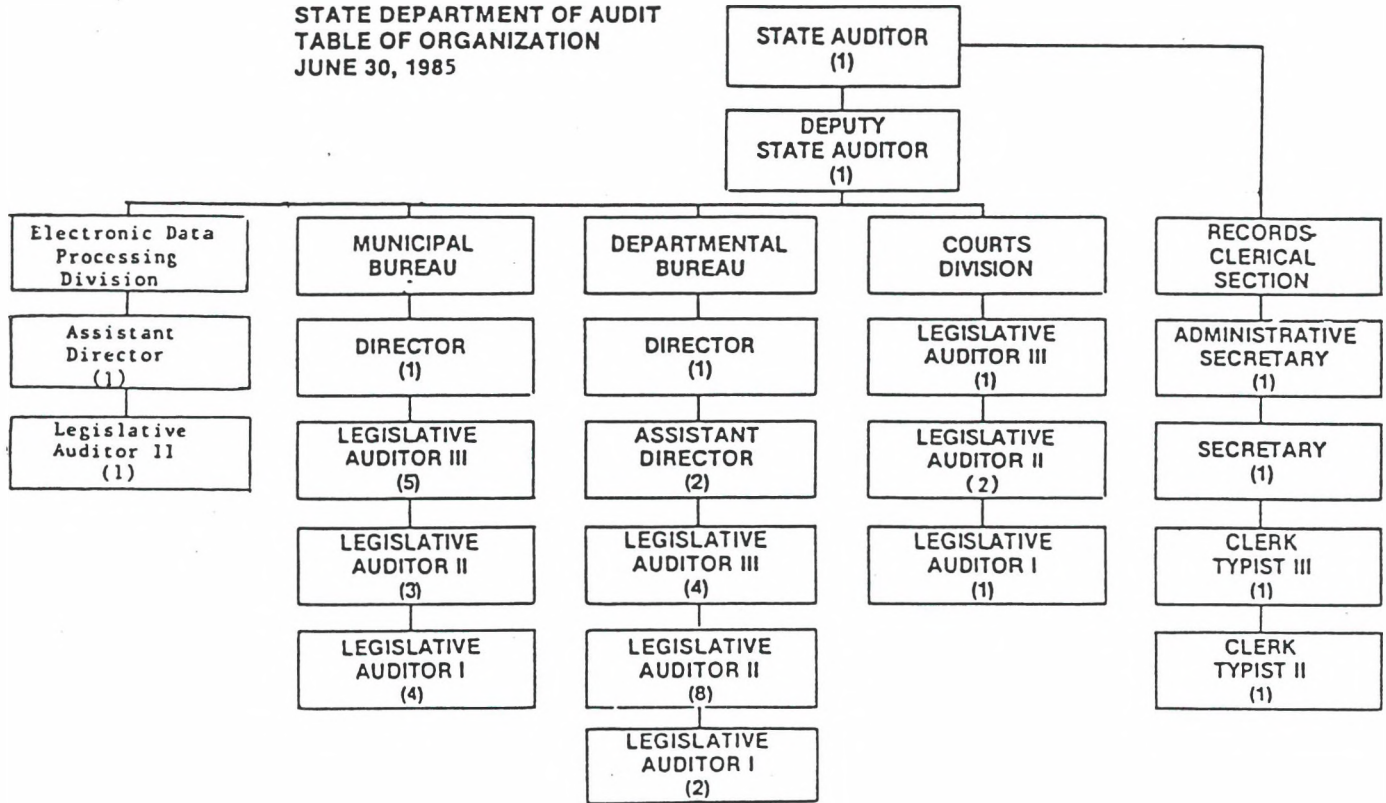 STATE DEPARTMENT OF AUDIT
TABLE OF ORGANIZATION
JUNE 30, 1985
STATE AUDITOR
(1)
DEPUTY
STATE AUDITOR
(1)
Electronic Data
Processing
Division
Assistant
Director
(1)
Legislative
Auditor II
(1)
MUNICIPAL
BUREAU
DIRECTOR
(1)
LEGISLATIVE
AUDITOR III
(5)
LEGISLATIVE
AUDITOR II
(3)
LEGISLATIVE
AUDITOR I
(4)
DEPARTMENTAL
BUREAU
DIRECTOR
(1)
ASSISTANT
DIRECTOR
(2)
LEGISLATIVE
AUDITOR III
(4)
LEGISLATIVE
AUDITOR II
(8)
LEGISLATIVE
AUDITOR I
(2)
COURTS
DIVISION
LEGISLATIVE
AUDITOR III
(1)
LEGISLATIVE
AUDITOR II
(2)
LEGISLATIVE
AUDITOR I
(1)
RECORDS-
CLERICAL
SECTION
ADMINISTRATIVE
SECRETARY
(1)
SECRETARY
(1)
CLERK
TYPIST III
(1)
CLERK
TYPIST II
(1)